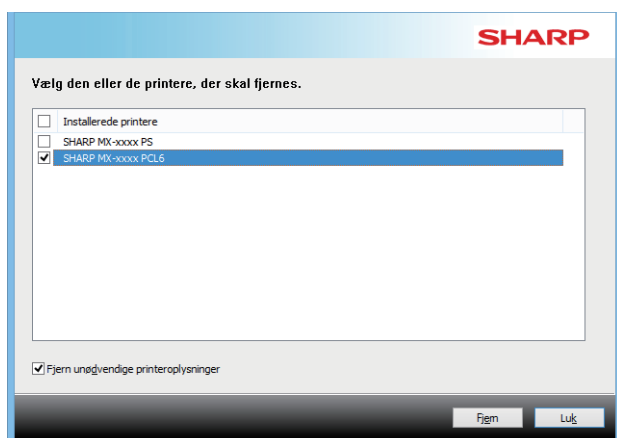 SHARP
Vælg den eller de printere, der skal fjernes.
Installerede printere
SHARP MX-xxxx PS
SHARP MX-xxxx PCL6
Fjern unødvendige printeroplysninger
Fjern
Luk